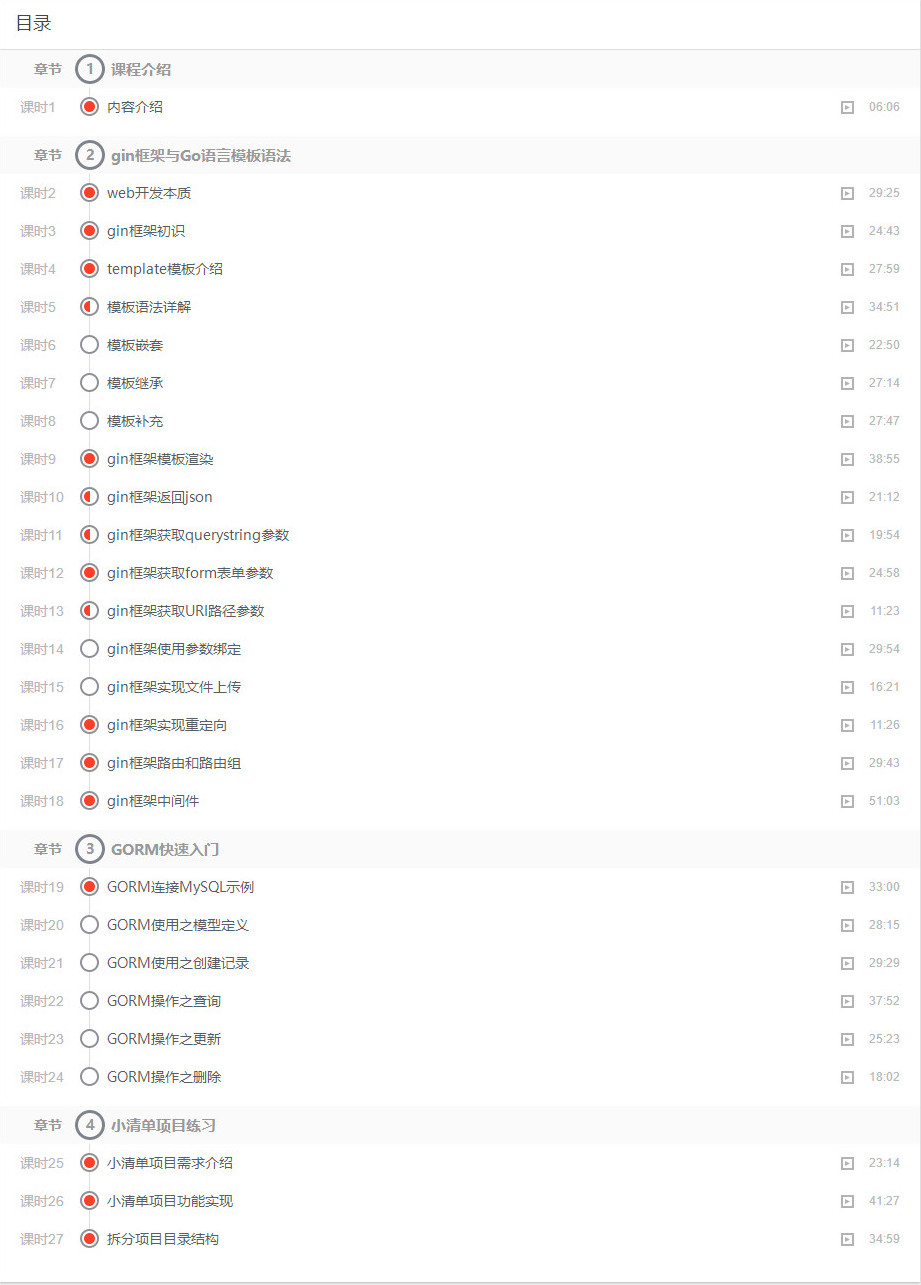 目录
章节 1 课程介绍
课时1 内容介绍 06:06
章节 2 gin框架与Go语言模板语法
课时2 web开发本质 29:25
课时3 gin框架初识 24:43
课时4 template模板介绍 27:59
课时5 模板语法详解 34:51
课时6 模板嵌套 22:50
课时7 模板继承 27:14
课时8 模板补充 27:47
课时9 gin框架模板渲染 38:55
课时10 gin框架返回json 21:12
课时11 gin框架获取querystring参数 19:54
课时12 gin框架获取form表单参数 24:58
课时13 gin框架获取URI路径参数 11:23
课时14 gin框架使用参数绑定 29:54
课时15 gin框架实现文件上传 16:21
课时16 gin框架实现重定向 11:26
课时17 gin框架路由和路由组 29:43
课时18 gin框架中间件 51:03
章节 3 GORM快速入门
课时19 GORM连接MySQL示例 33:00
课时20 GORM使用之模型定义 28:15
课时21 GORM使用之创建记录 29:29
课时22 GORM操作之查询 37:52
课时23 GORM操作之更新 25:23
课时24 GORM操作之删除 18:02
章节 4 小清单项目练习
课时25 小清单项目需求介绍 23:14
课时26 小清单项目功能实现 41:27
课时27 拆分项目目录结构 34:59